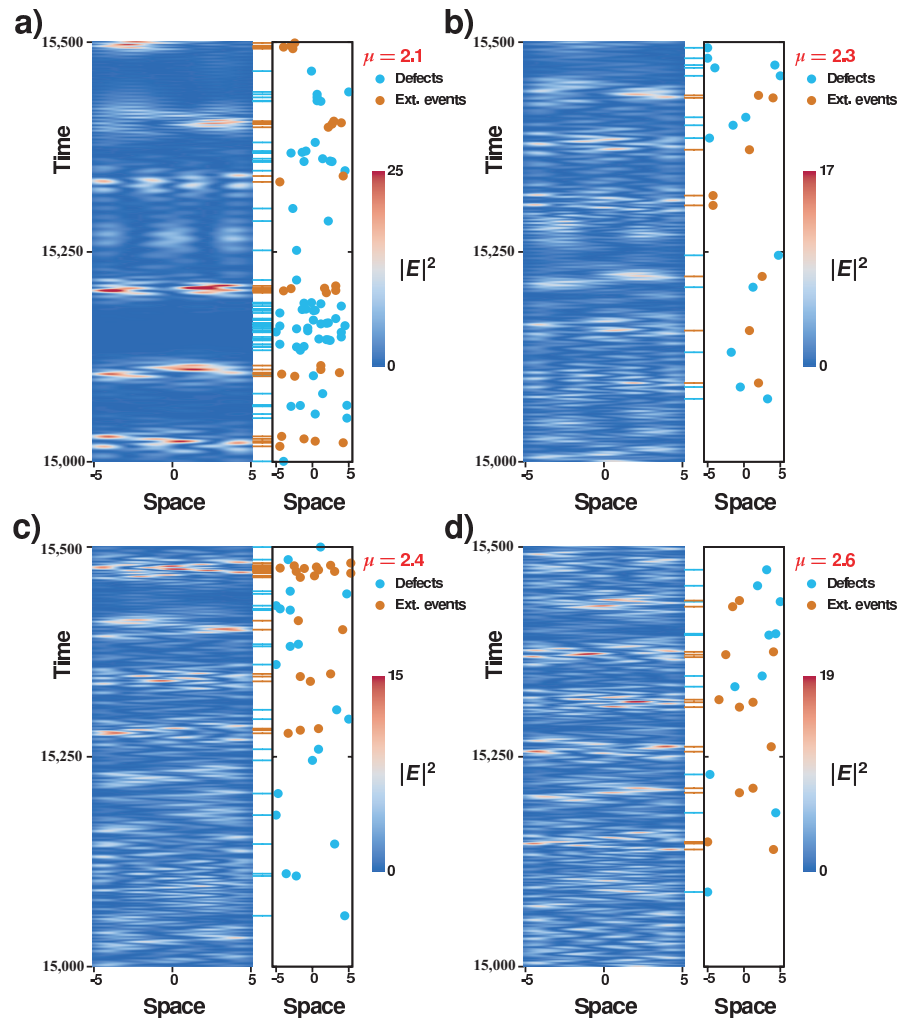 a)
15,500
15,250
15,000
Time
-5 0 5
Space
-5 0 5
Space
μ = 2.1
Defects
Ext. events
25
|E|²
0
b)
15,500
15,250
15,000
Time
-5 0 5
Space
-5 0 5
Space
μ = 2.3
Defects
Ext. events
17
|E|²
0
c)
15,500
15,250
15,000
Time
-5 0 5
Space
-5 0 5
Space
μ = 2.4
Defects
Ext. events
15
|E|²
0
d)
15,500
15,250
15,000
Time
-5 0 5
Space
-5 0 5
Space
μ = 2.6
Defects
Ext. events
19
|E|²
0